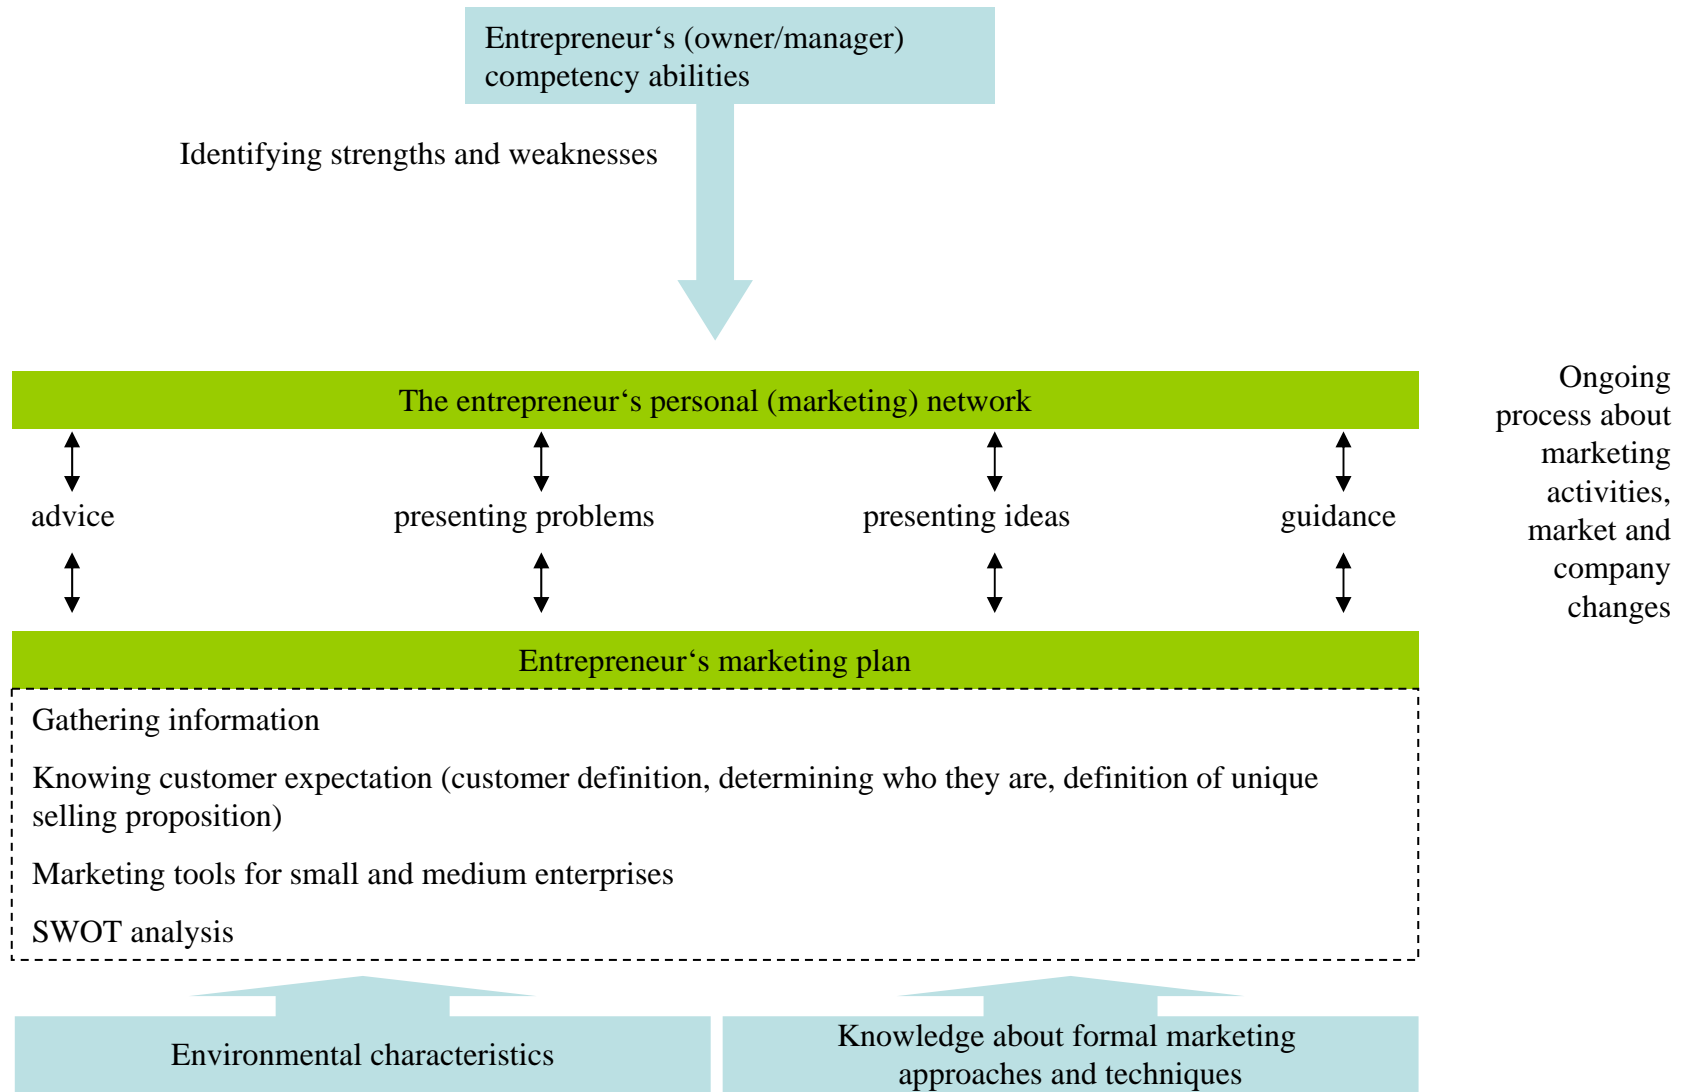 Entrepreneur‘s (owner/manager)
competency abilities
Identifying strengths and weaknesses
The entrepreneur‘s personal (marketing) network
advice
presenting problems
presenting ideas
guidance
Ongoing
process about
marketing
activities,
market and
company
changes
Entrepreneur‘s marketing plan
Gathering information
Knowing customer expectation (customer definition, determining who they are, definition of unique
selling proposition)
Marketing tools for small and medium enterprises
SWOT analysis
Environmental characteristics
Knowledge about formal marketing
approaches and techniques